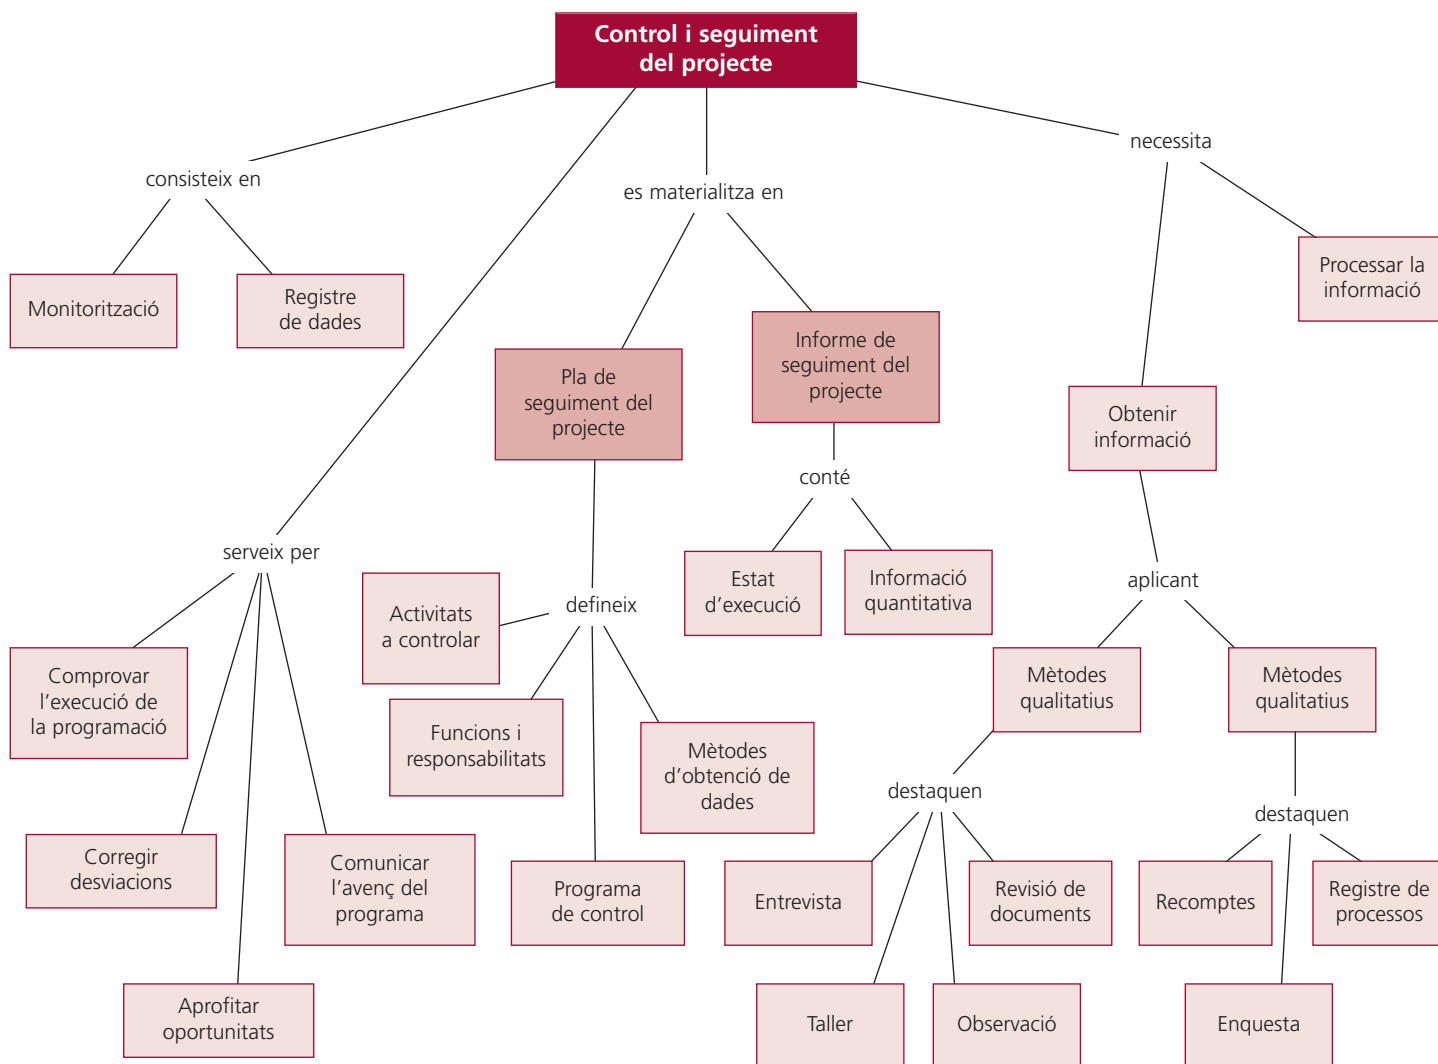 Control i seguiment
del projecte
necessita
consisteix en
es materialitza en
Monitorització
Registre
de dades
Processar la
informació
Pla de
seguiment del
projecte
Informe de
seguiment del
projecte
Obtenir
informació
conté
serveix per
Estat
d’execució
Informació
quantitativa
aplicant
Activitats
a controlar
defineix
Comprovar
l’execució de
la programació
Funcions i
responsabilitats
Mètodes
d’obtenció de
dades
Mètodes
qualitatius
Mètodes
qualitatius
destaquen
destaquen
Corregir
desviacions
Comunicar
l’avenç del
programa
Programa
de control
Entrevista
Revisió de
documents
Recomptes
Registre de
processos
Aprofitar
oportunitats
Taller
Observació
Enquesta